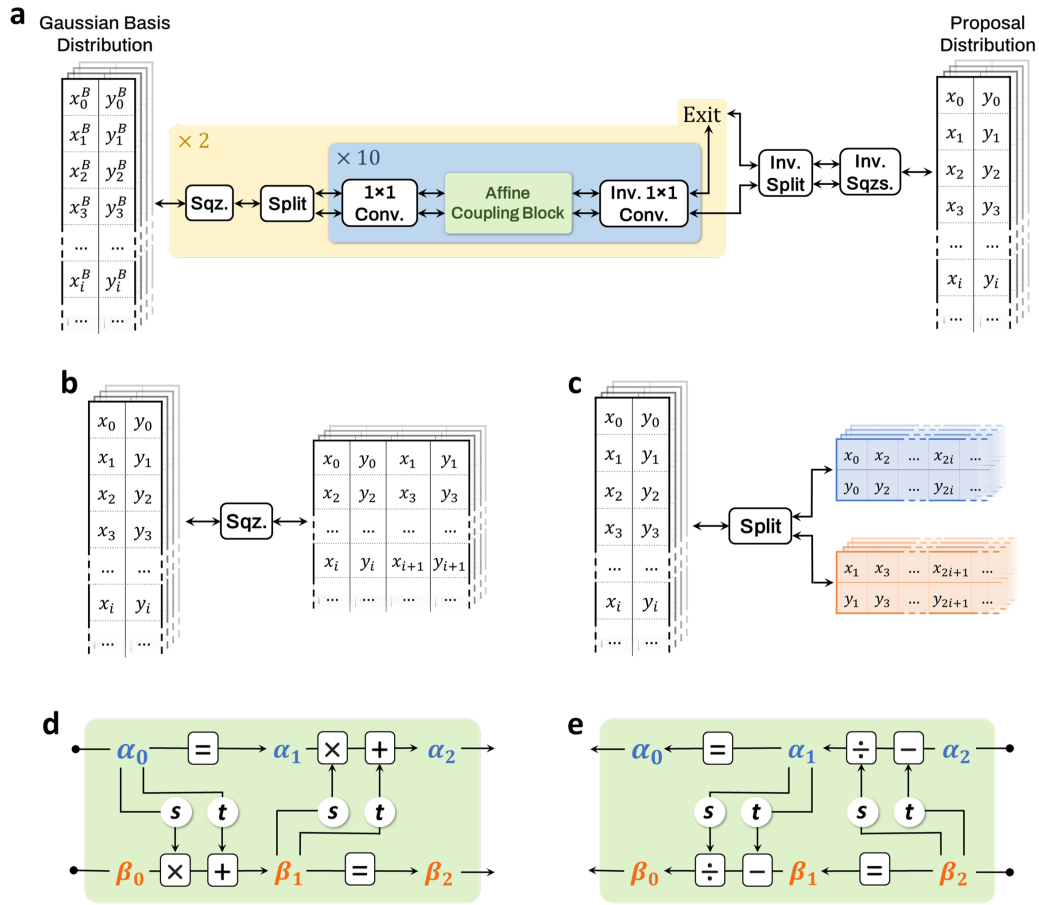 a
Gaussian Basis
Distribution
Proposal
Distribution
x_0^B y_0^B
x_1^B y_1^B
x_2^B y_2^B
x_3^B y_3^B
... ...
x_i^B y_i^B
... ...
× 2
Exit
× 10
Sqz.
Split
1×1
Conv.
Affine
Coupling Block
Inv. 1×1
Conv.
Inv.
Split
Inv.
Sqzs.
x_0 y_0
x_1 y_1
x_2 y_2
x_3 y_3
... ...
x_i y_i
... ...
b
x_0 y_0
x_1 y_1
x_2 y_2
x_3 y_3
... ...
x_i y_i
... ...
Sqz.
x_0 y_0 x_1 y_1
x_2 y_2 x_3 y_3
... ...
x_i y_i x_{i+1} y_{i+1}
... ...
c
x_0 y_0
x_1 y_1
x_2 y_2
x_3 y_3
... ...
x_i y_i
... ...
Split
x_0 x_2 ... x_{2i} ...
y_0 y_2 ... y_{2i} ...
x_1 x_3 ... x_{2i+1} ...
y_1 y_3 ... y_{2i+1} ...
d
α_0 = α_1 × + α_2
s t s t
β_0 × + β_1 = β_2
e
α_0 = α_1 ÷ − α_2
s t s t
β_0 ÷ − β_1 = β_2